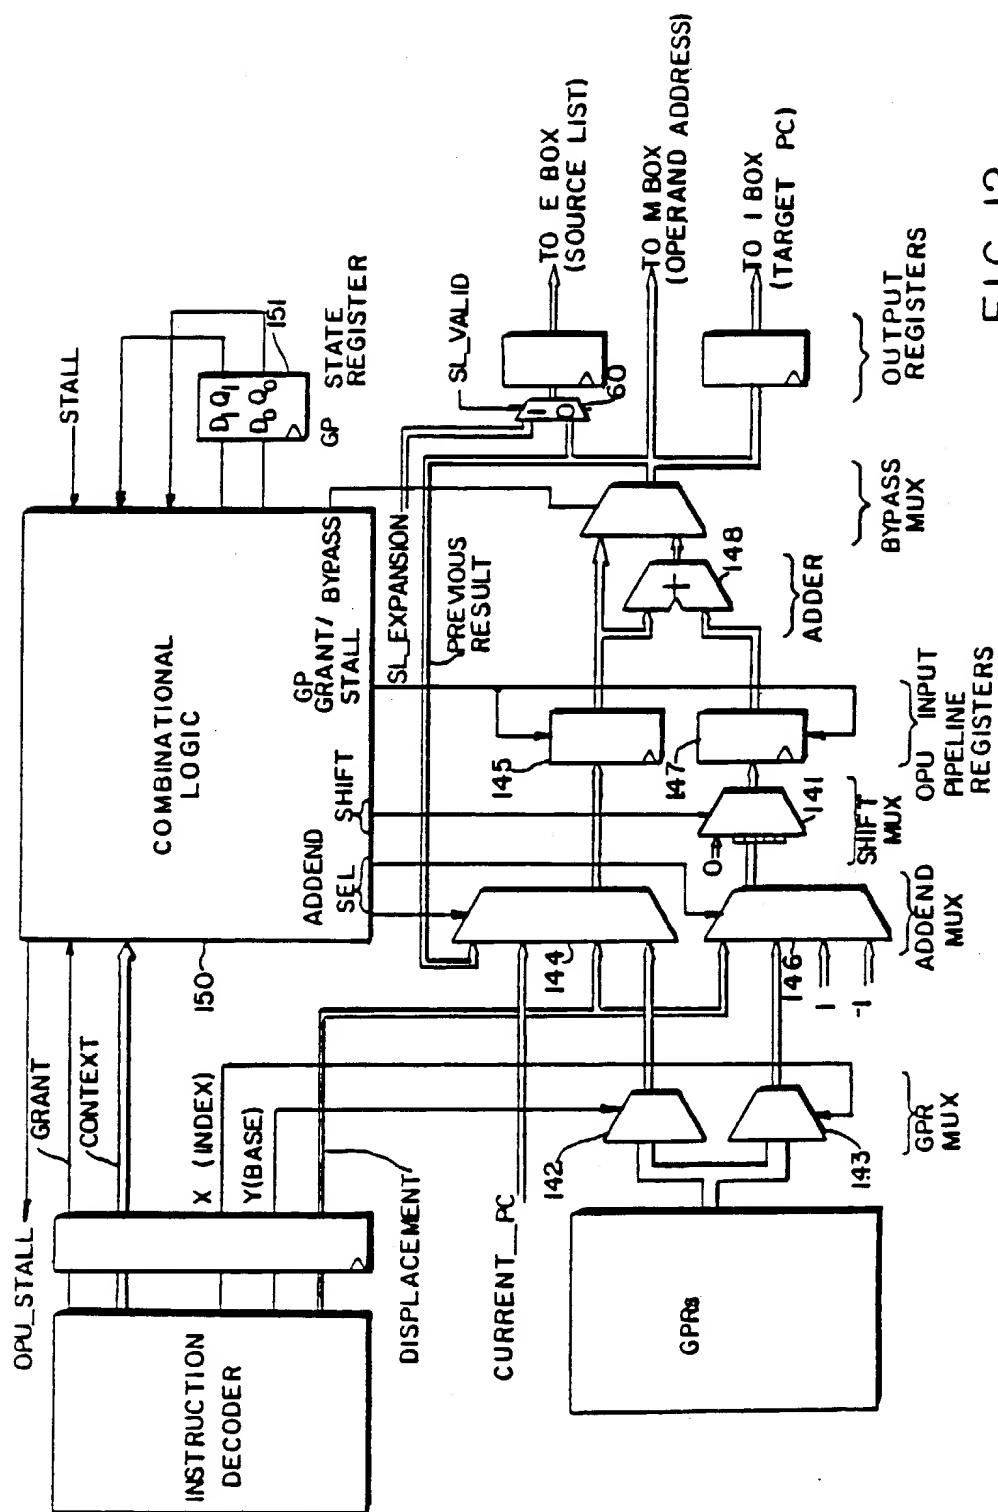 OPU_STALL
GRANT
CONTEXT
150
COMBINATIONAL
LOGIC
STALL
D1 Q1
D0 Q0
GP
STATE
REGISTER
151
INSTRUCTION
DECODER
X (INDEX)
Y(BASE)
DISPLACEMENT
CURRENT_PC
ADDEND
SEL
SHIFT
GP
GRANT/
STALL
BYPASS
SL_EXPANSION
PREVIOUS
RESULT
SL_VALID
1
0
60
TO E BOX
(SOURCE LIST)
TO M BOX
(OPERAND ADDRESS)
TO I BOX
(TARGET PC)
GPRs
142
143
144
146
1
-1
0
141
145
147
+
148
GPR
MUX
ADDEND
MUX
SHIFT
MUX
OPU INPUT
PIPELINE
REGISTERS
ADDER
BYPASS
MUX
OUTPUT
REGISTERS